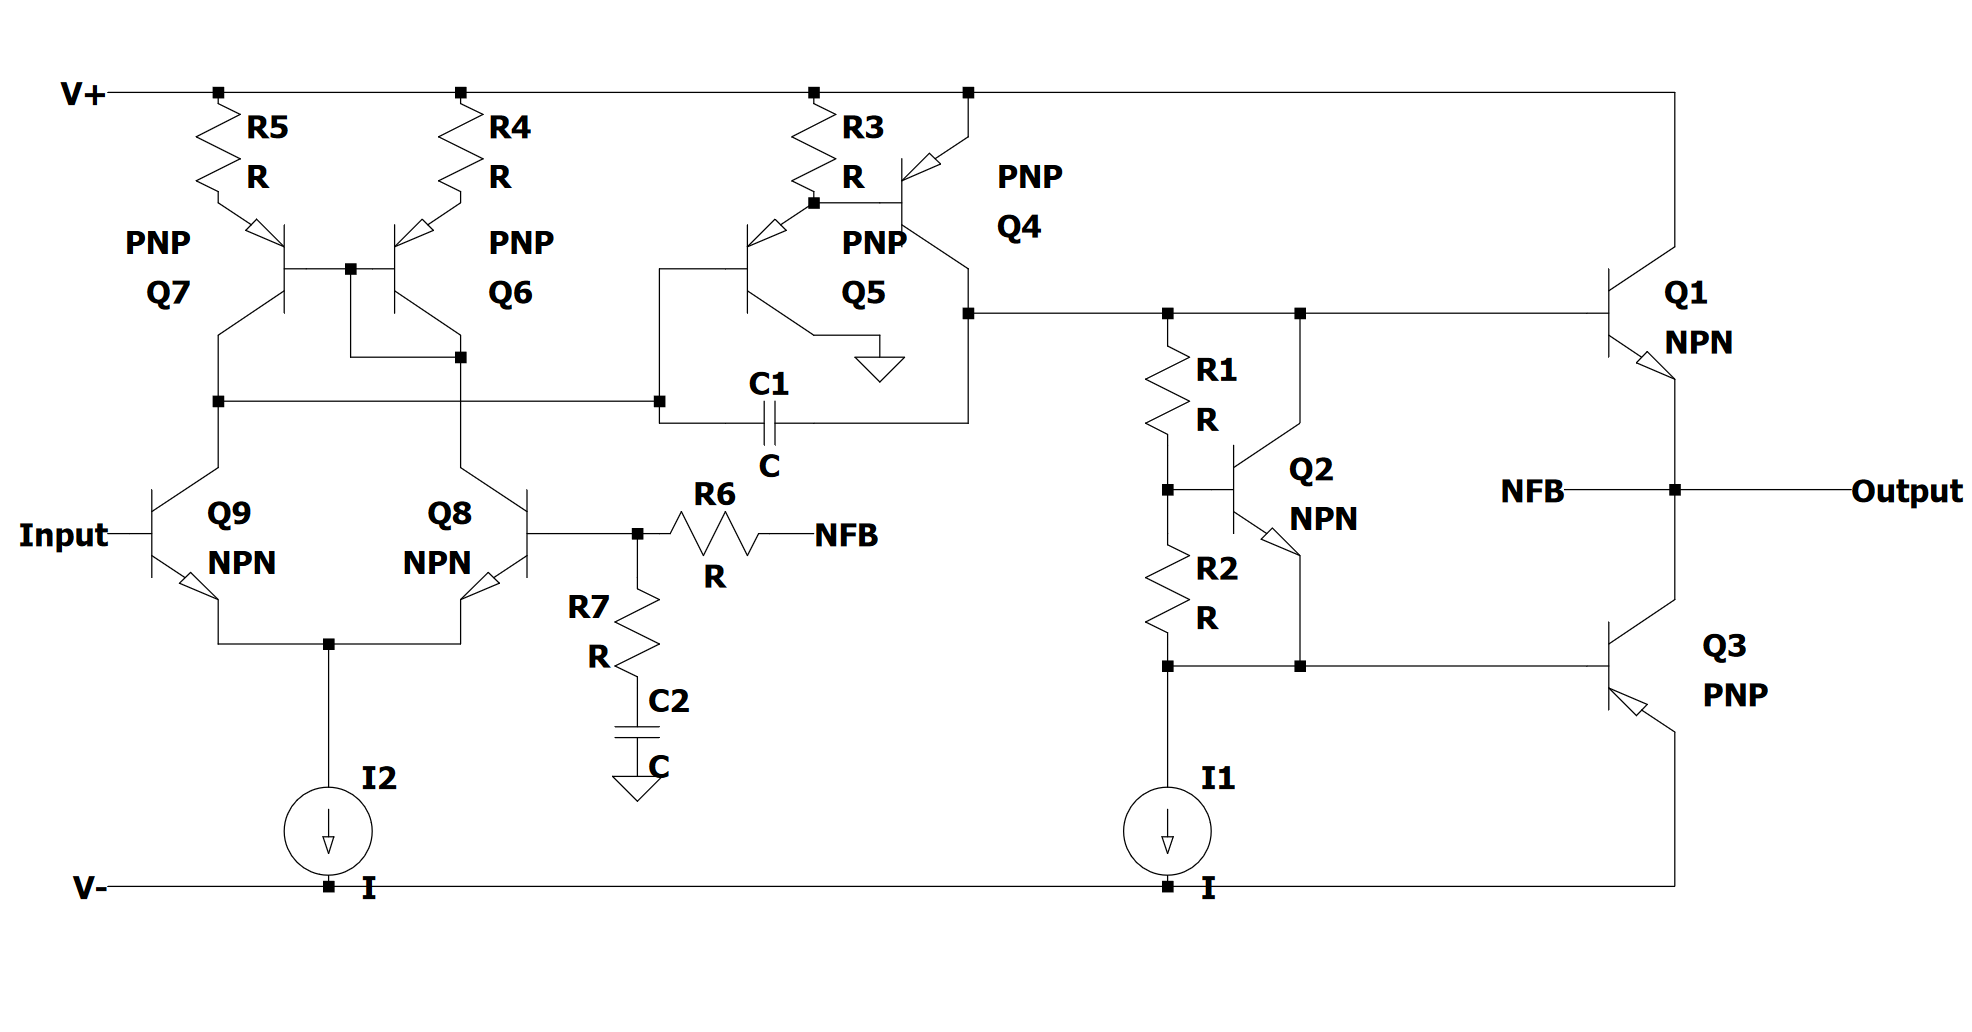 V+
R5
R
R4
R
R3
R
PNP
Q4
PNP
Q7
PNP
Q6
PNP
Q5
Q1
NPN
C1
C
R1
R
Q2
NPN
NFB
Output
Input
Q9
NPN
Q8
NPN
R6
R
NFB
R7
R
R2
R
C2
C
Q3
PNP
I2
I
I1
I
V-